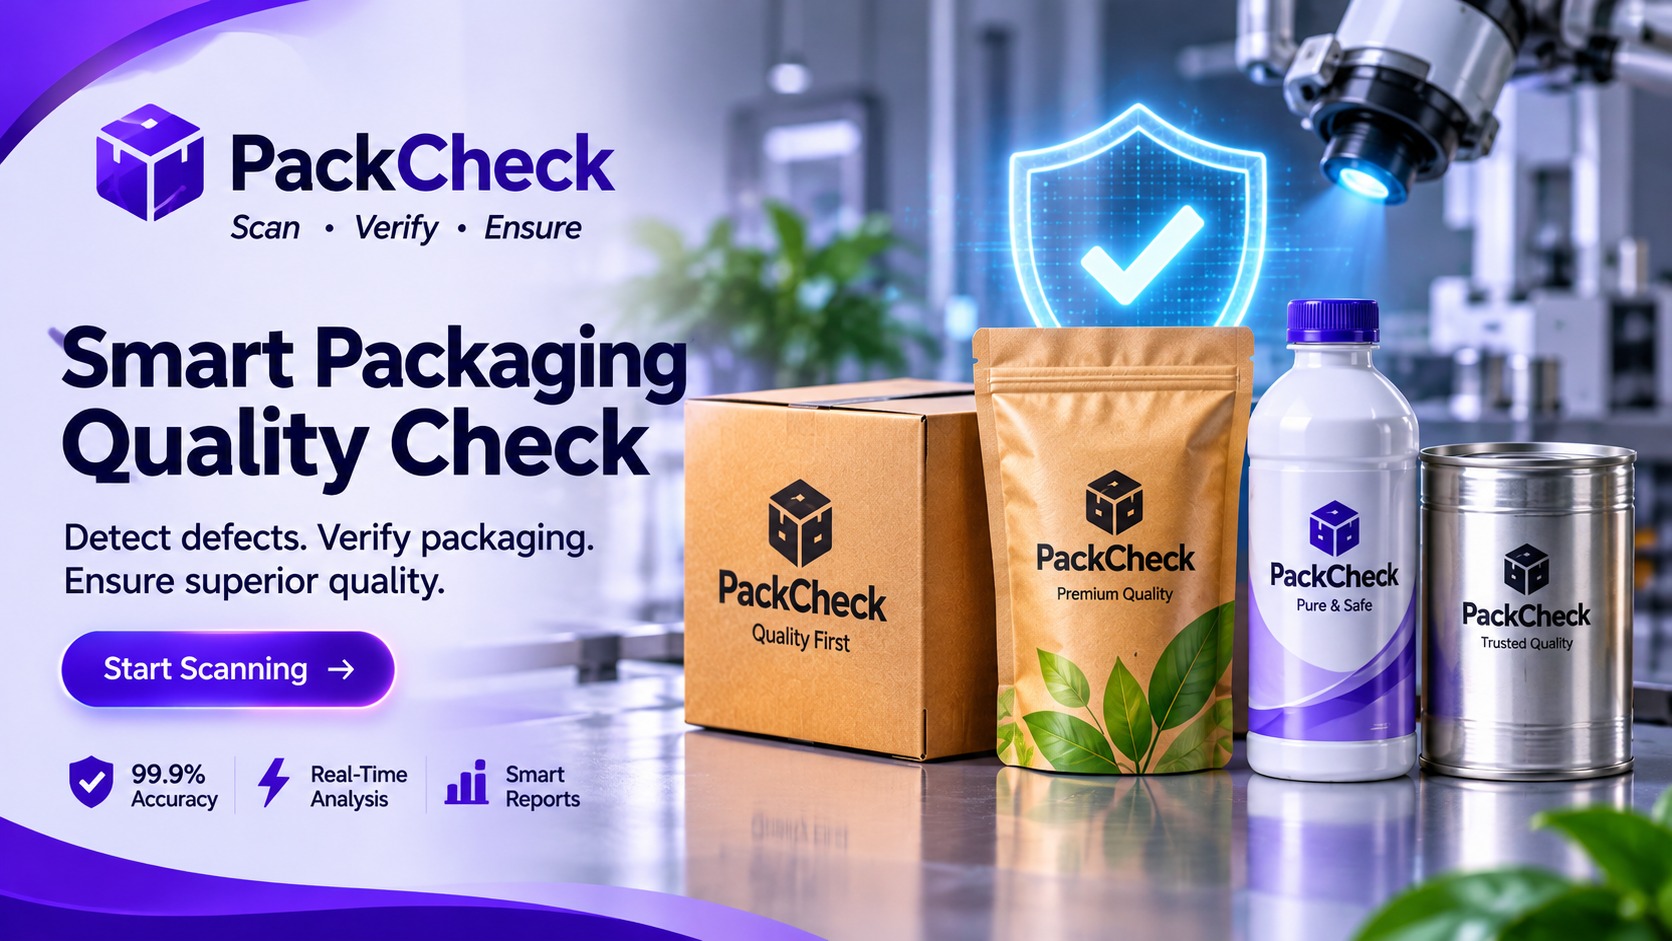 PackCheck
Scan • Verify • Ensure
Smart Packaging
Quality Check
Detect defects. Verify packaging.
Ensure superior quality.
Start Scanning →
99.9%
Accuracy
Real-Time
Analysis
Smart
Reports
PackCheck
Quality First
PackCheck
Premium Quality
PackCheck
Pure & Safe
PackCheck
Trusted Quality